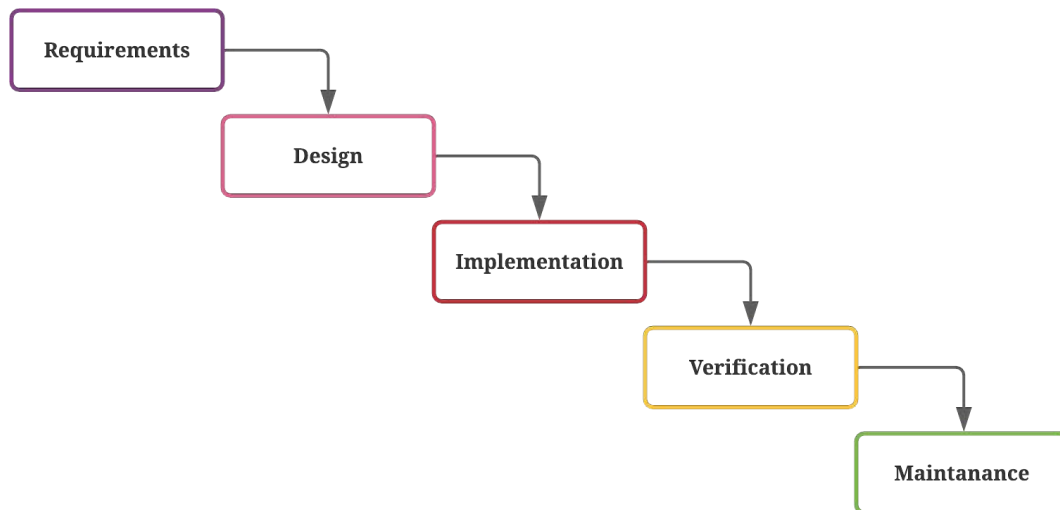 Requirements
Design
Implementation
Verification
Maintanance